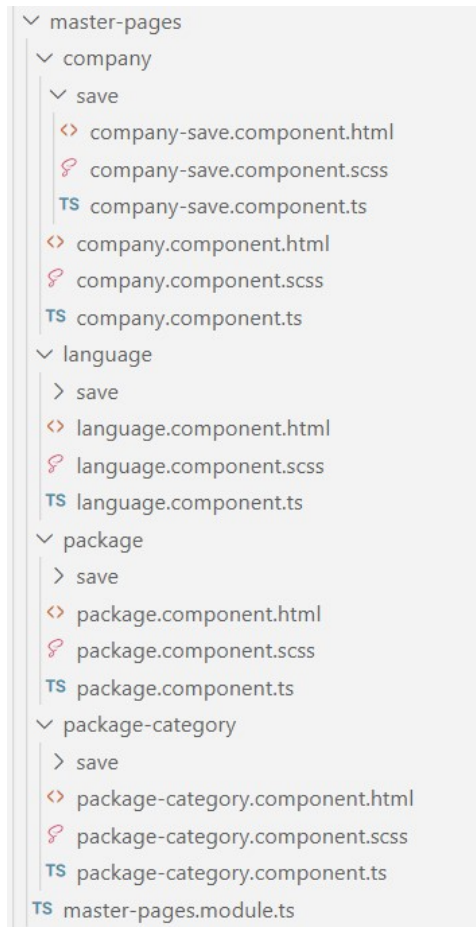 master-pages
company
save
<> company-save.component.html
company-save.component.scss
TS company-save.component.ts
<> company.component.html
company.component.scss
TS company.component.ts
language
save
<> language.component.html
language.component.scss
TS language.component.ts
package
save
<> package.component.html
package.component.scss
TS package.component.ts
package-category
save
<> package-category.component.html
package-category.component.scss
TS package-category.component.ts
TS master-pages.module.ts